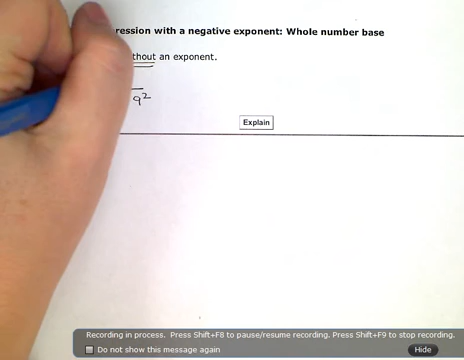 ression with a negative exponent: Whole number base
thout an exponent.
9²
Explain
Recording in process. Press Shift+F8 to pause/resume recording. Press Shift+F9 to stop recording.
Do not show this message again
Hide